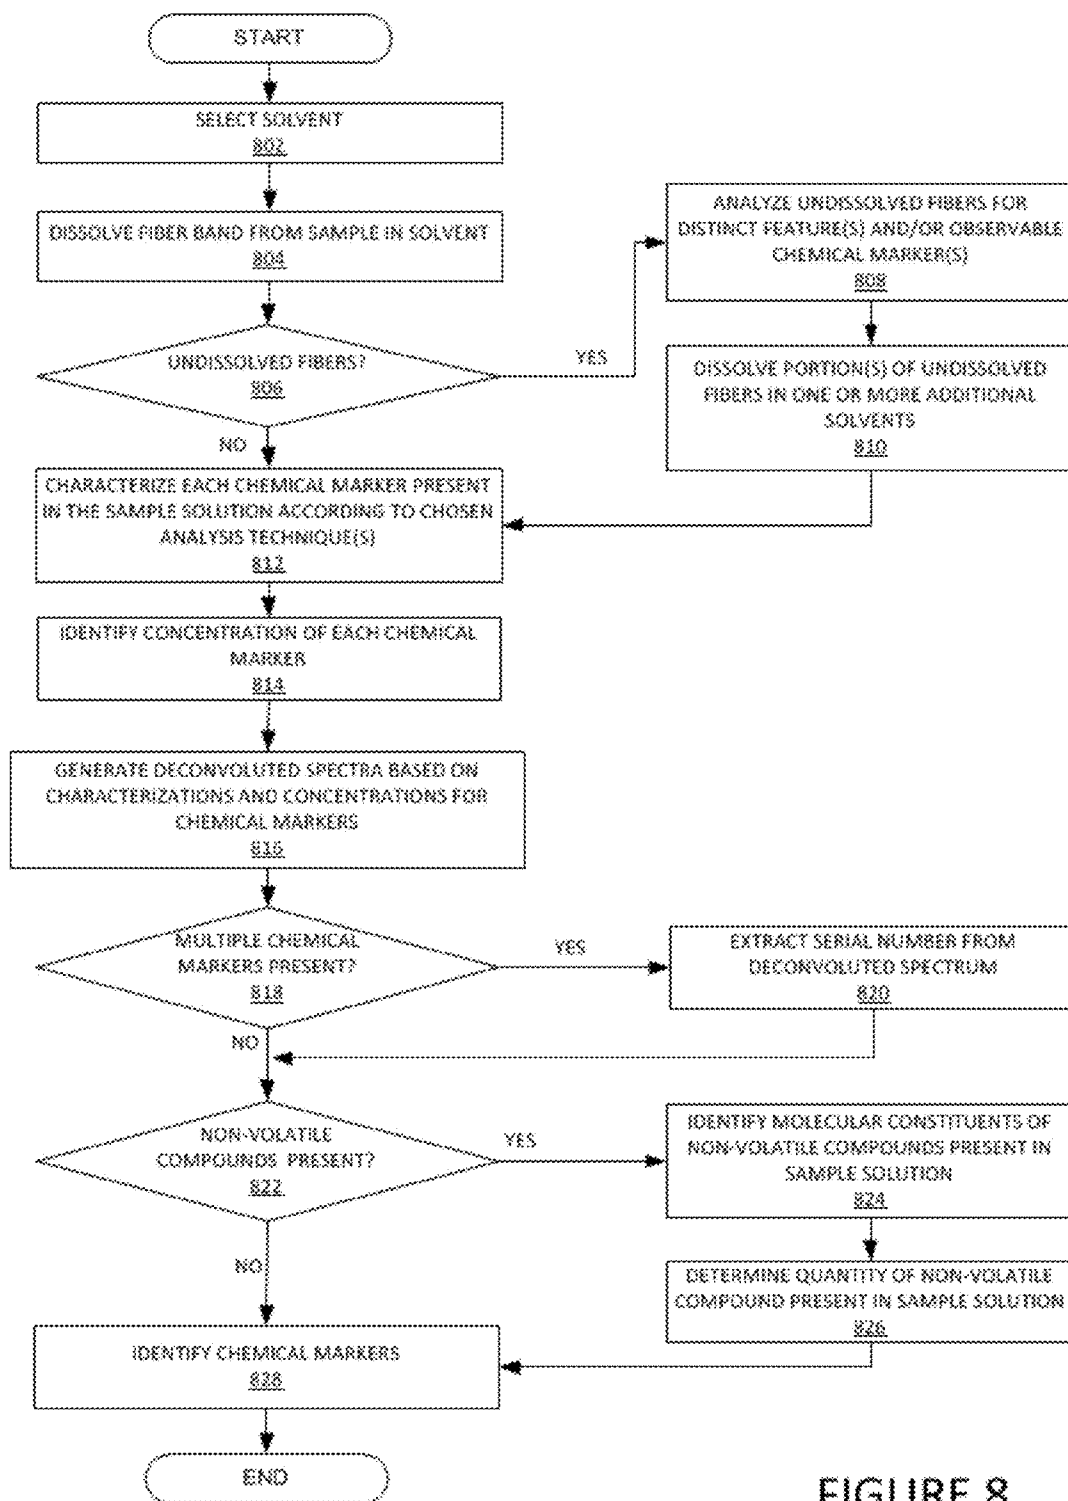 START
SELECT SOLVENT
802
DISSOLVE FIBER BAND FROM SAMPLE IN SOLVENT
804
UNDISSOLVED FIBERS?
806
YES
NO
ANALYZE UNDISSOLVED FIBERS FOR
DISTINCT FEATURE(S) AND/OR OBSERVABLE
CHEMICAL MARKER(S)
808
DISSOLVE PORTION(S) OF UNDISSOLVED
FIBERS IN ONE OR MORE ADDITIONAL
SOLVENTS
810
CHARACTERIZE EACH CHEMICAL MARKER PRESENT
IN THE SAMPLE SOLUTION ACCORDING TO CHOSEN
ANALYSIS TECHNIQUE(S)
812
IDENTIFY CONCENTRATION OF EACH CHEMICAL
MARKER
814
GENERATE DECONVOLUTED SPECTRA BASED ON
CHARACTERIZATIONS AND CONCENTRATIONS FOR
CHEMICAL MARKERS
816
MULTIPLE CHEMICAL
MARKERS PRESENT?
818
YES
NO
EXTRACT SERIAL NUMBER FROM
DECONVOLUTED SPECTRUM
820
NON-VOLATILE
COMPOUNDS PRESENT?
822
YES
NO
IDENTIFY MOLECULAR CONSTITUENTS OF
NON-VOLATILE COMPOUNDS PRESENT IN
SAMPLE SOLUTION
824
DETERMINE QUANTITY OF NON-VOLATILE
COMPOUND PRESENT IN SAMPLE SOLUTION
826
IDENTIFY CHEMICAL MARKERS
828
END
FIGURE 8